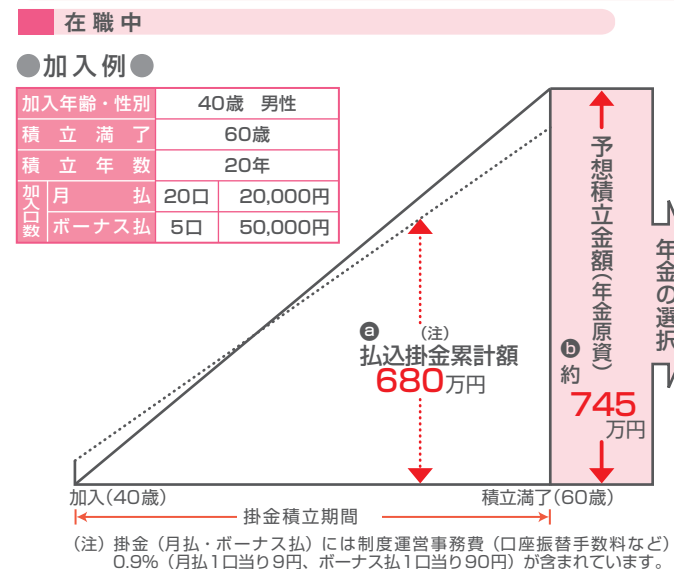 在職中
●加入例●
加入年齢・性別 40歳 男性
積立満了 60歳
積立年数 20年
加入口数 月払 20口 20,000円
ボーナス払 5口 50,000円
予想積立金額(年金原資)
年金の選択
ⓐ (注)
払込掛金累計額
680万円
ⓑ
約
745
万円
加入(40歳) 積立満了(60歳)
掛金積立期間
(注) 掛金(月払・ボーナス払)には制度運営事務費(口座振替手数料など)
0.9%(月払1口当り9円、ボーナス払1口当り90円)が含まれています。